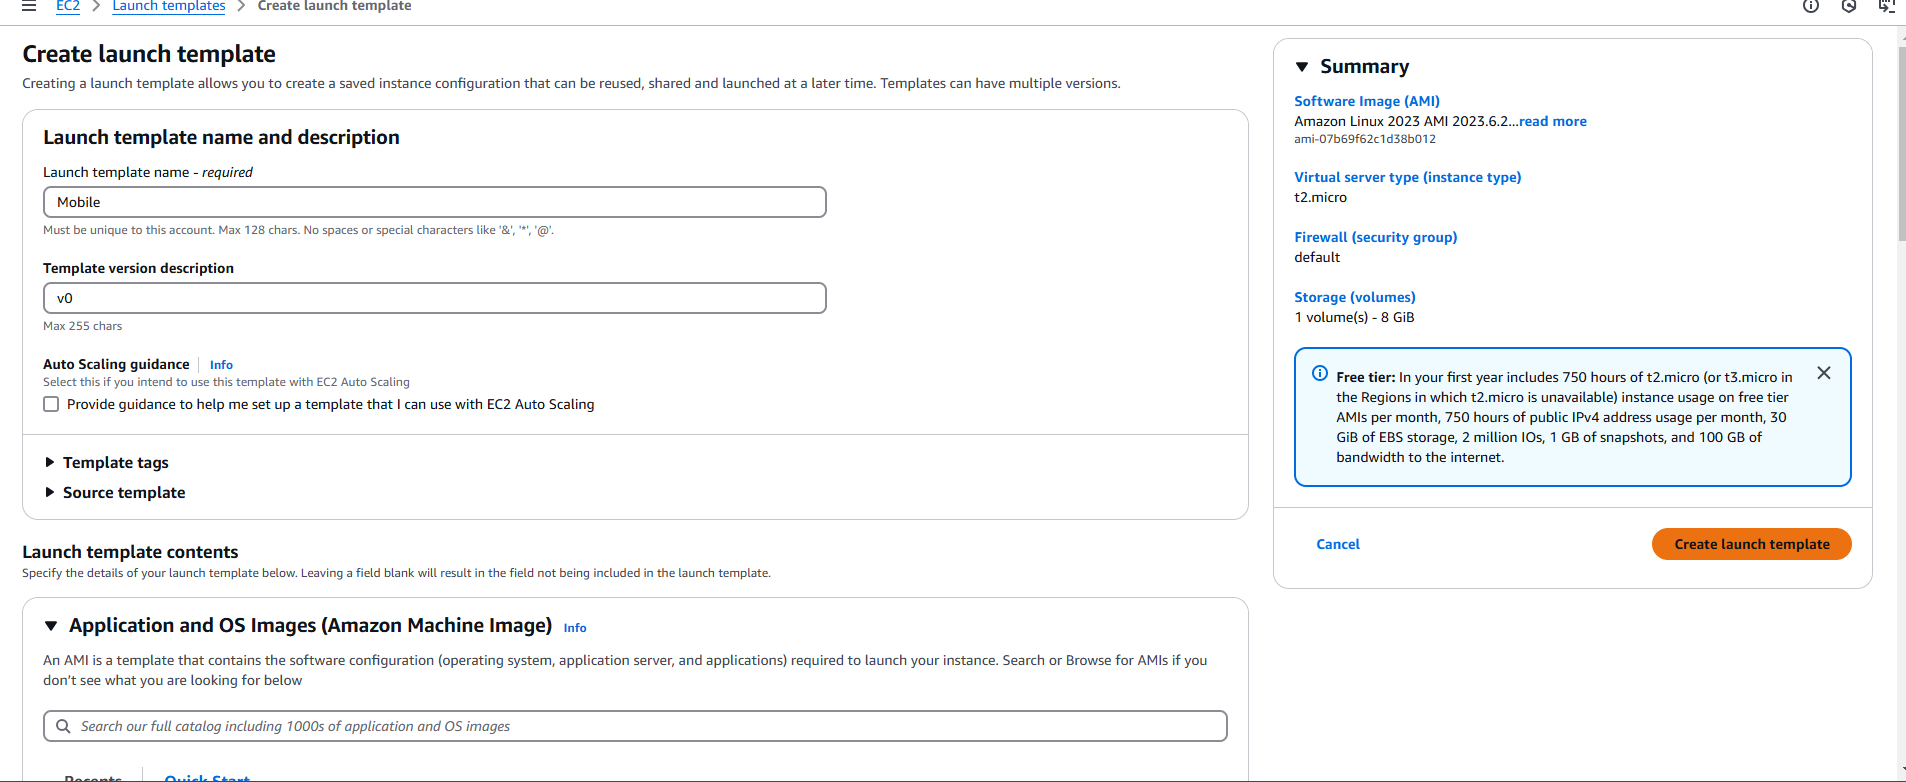 EC2 > Launch templates > Create launch template
Create launch template
Creating a launch template allows you to create a saved instance configuration that can be reused, shared and launched at a later time. Templates can have multiple versions.
Launch template name and description
Launch template name - required
Mobile
Must be unique to this account. Max 128 chars. No spaces or special characters like '&', '*', '@'.
Template version description
v0
Max 255 chars
Auto Scaling guidance | Info
Select this if you intend to use this template with EC2 Auto Scaling
Provide guidance to help me set up a template that I can use with EC2 Auto Scaling
Template tags
Source template
Launch template contents
Specify the details of your launch template below. Leaving a field blank will result in the field not being included in the launch template.
Application and OS Images (Amazon Machine Image) Info
An AMI is a template that contains the software configuration (operating system, application server, and applications) required to launch your instance. Search or Browse for AMIs if you
don't see what you are looking for below
Search our full catalog including 1000s of application and OS images
Recents | Quick Start
Summary
Software Image (AMI)
Amazon Linux 2023 AMI 2023.6.2...read more
ami-07b69f62c1d38b012
Virtual server type (instance type)
t2.micro
Firewall (security group)
default
Storage (volumes)
1 volume(s) - 8 GiB
Free tier: In your first year includes 750 hours of t2.micro (or t3.micro in
the Regions in which t2.micro is unavailable) instance usage on free tier
AMIs per month, 750 hours of public IPv4 address usage per month, 30
GiB of EBS storage, 2 million IOs, 1 GB of snapshots, and 100 GB of
bandwidth to the internet.
Cancel
Create launch template